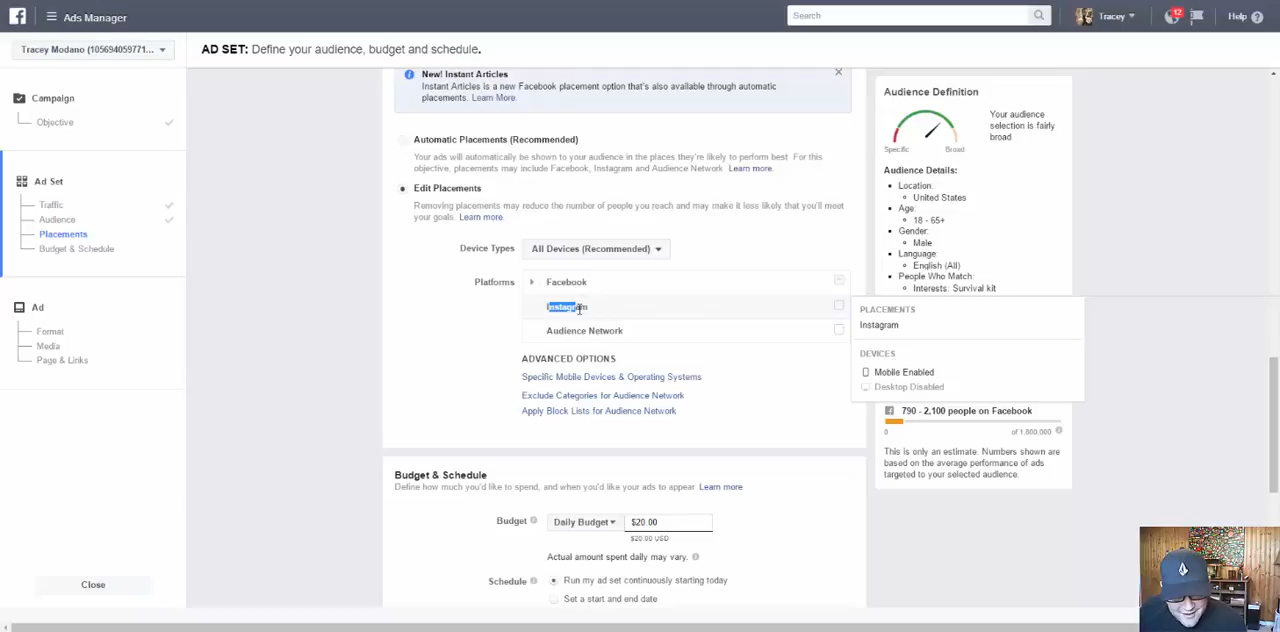 Ads Manager
Search
Tracey
12
Help
Tracey Modano (105694059771...
AD SET: Define your audience, budget and schedule.
Campaign
Objective
Ad Set
Traffic
Audience
Placements
Budget & Schedule
Ad
Format
Media
Page & Links
Close
New! Instant Articles
Instant Articles is a new Facebook placement option that's also available through automatic
placements. Learn More.
Automatic Placements (Recommended)
Your ads will automatically be shown to your audience in the places they're likely to perform best. For this
objective, placements may include Facebook, Instagram and Audience Network. Learn more.
Edit Placements
Removing placements may reduce the number of people you reach and may make it less likely that you'll meet
your goals. Learn more.
Device Types
All Devices (Recommended)
Platforms
Facebook
Instagram
Audience Network
ADVANCED OPTIONS
Specific Mobile Devices & Operating Systems
Exclude Categories for Audience Network
Apply Block Lists for Audience Network
Budget & Schedule
Define how much you'd like to spend, and when you'd like your ads to appear. Learn more.
Budget
Daily Budget
$20.00
$20.00 USD
Actual amount spent daily may vary.
Schedule
Run my ad set continuously starting today
Set a start and end date
Audience Definition
Your audience
selection is fairly
broad
Specific
Broad
Audience Details:
Location:
United States
Age:
18 - 65+
Gender:
Male
Language:
English (All)
People Who Match:
Interests: Survival kit
PLACEMENTS
Instagram
DEVICES
Mobile Enabled
Desktop Disabled
790 - 2,100 people on Facebook
0
of 1,800,000
This is only an estimate. Numbers shown are
based on the average performance of ads
targeted to your selected audience.